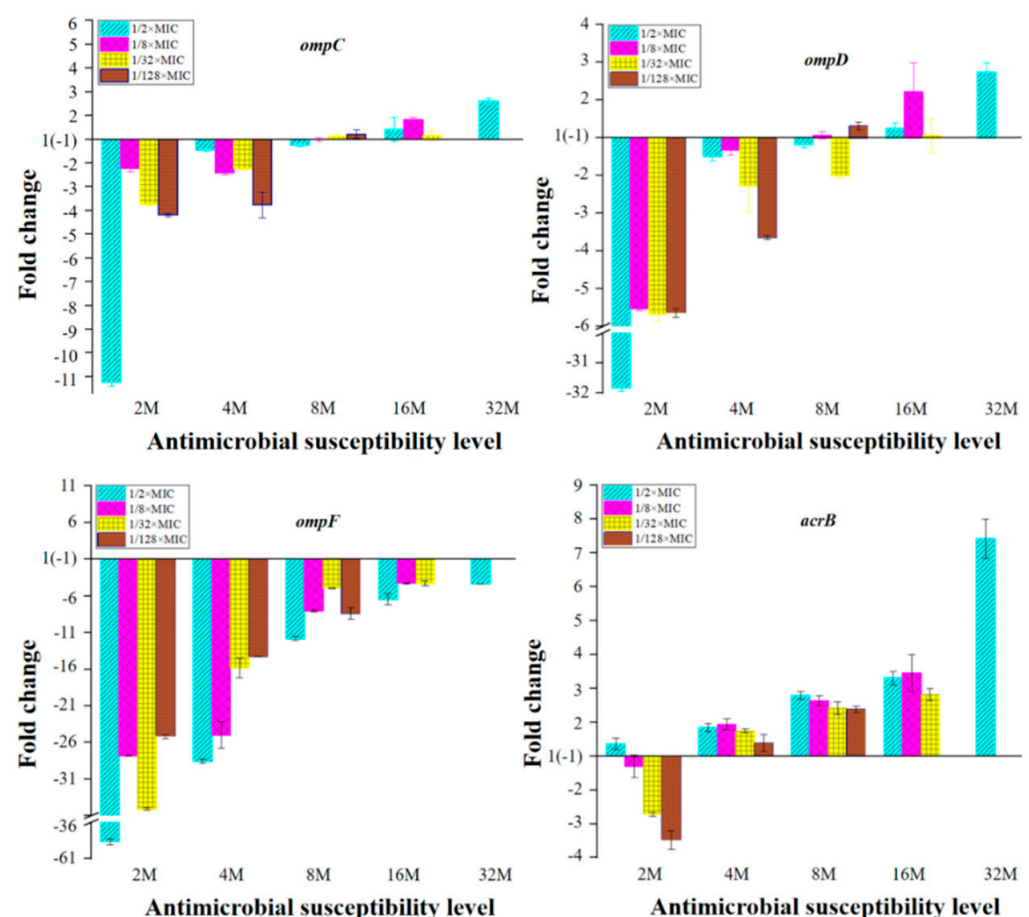 6
5
4
3
2
1(-1)
-2
-3
-4
-5
-6
-7
-8
-9
-10
-11
Fold change
1/2×MIC
1/8×MIC
1/32×MIC
1/128×MIC
ompC
2M 4M 8M 16M 32M
Antimicrobial susceptibility level
4
3
2
1(-1)
-2
-3
-4
-5
-6
-31
-32
Fold change
1/2×MIC
1/8×MIC
1/32×MIC
1/128×MIC
ompD
2M 4M 8M 16M 32M
Antimicrobial susceptibility level
11
6
1(-1)
-6
-11
-16
-21
-26
-31
-36
-61
Fold change
1/2×MIC
1/8×MIC
1/32×MIC
1/128×MIC
ompF
2M 4M 8M 16M 32M
Antimicrobial susceptibility level
9
8
7
6
5
4
3
2
1(-1)
-2
-3
-4
Fold change
1/2×MIC
1/8×MIC
1/32×MIC
1/128×MIC
acrB
2M 4M 8M 16M 32M
Antimicrobial susceptibility level